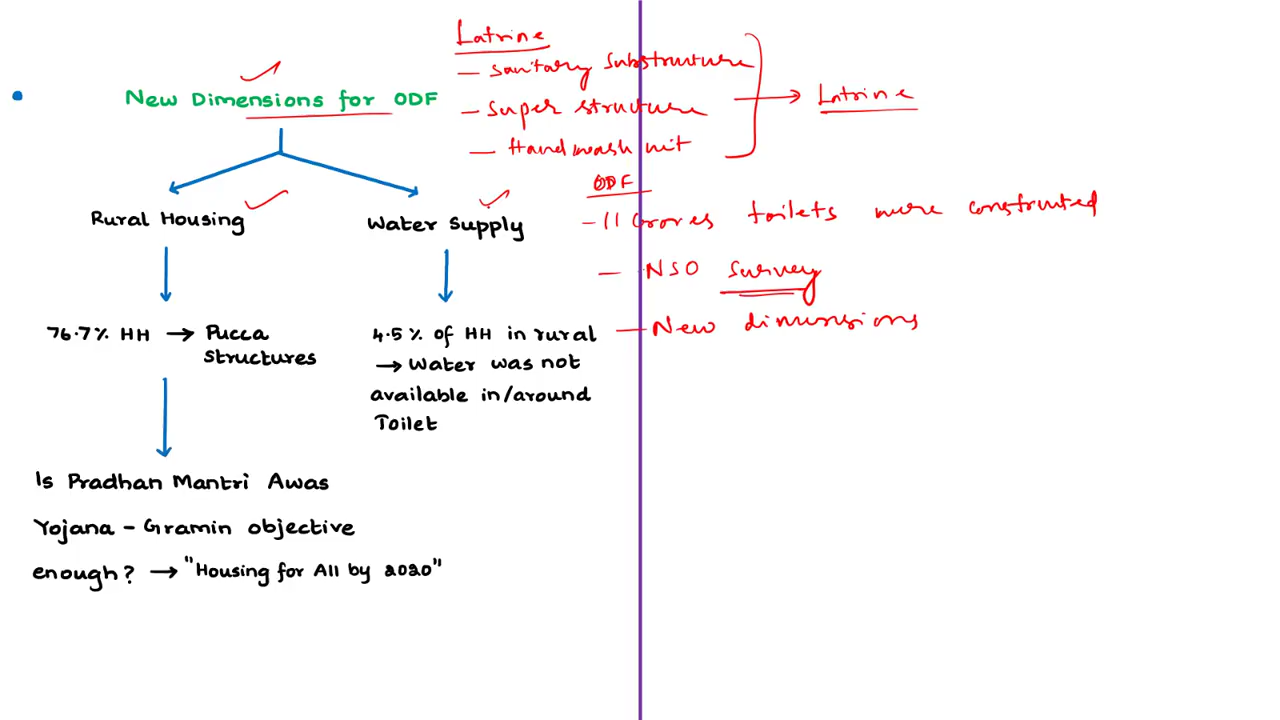 New Dimensions for ODF
Rural Housing
Water Supply
76.7% HH → Pucca
structures
4.5% of HH in rural
→ Water was not
available in/around
Toilet
Is Pradhan Mantri Awas
Yojana - Gramin objective
enough? → "Housing for All by 2020"
Latrine
- Sanitary Substructure
- Super structure
- Handwash unit
→ Latrine
ODF
- 11 Crores toilets were constructed
- NSO Survey
- New dimensions